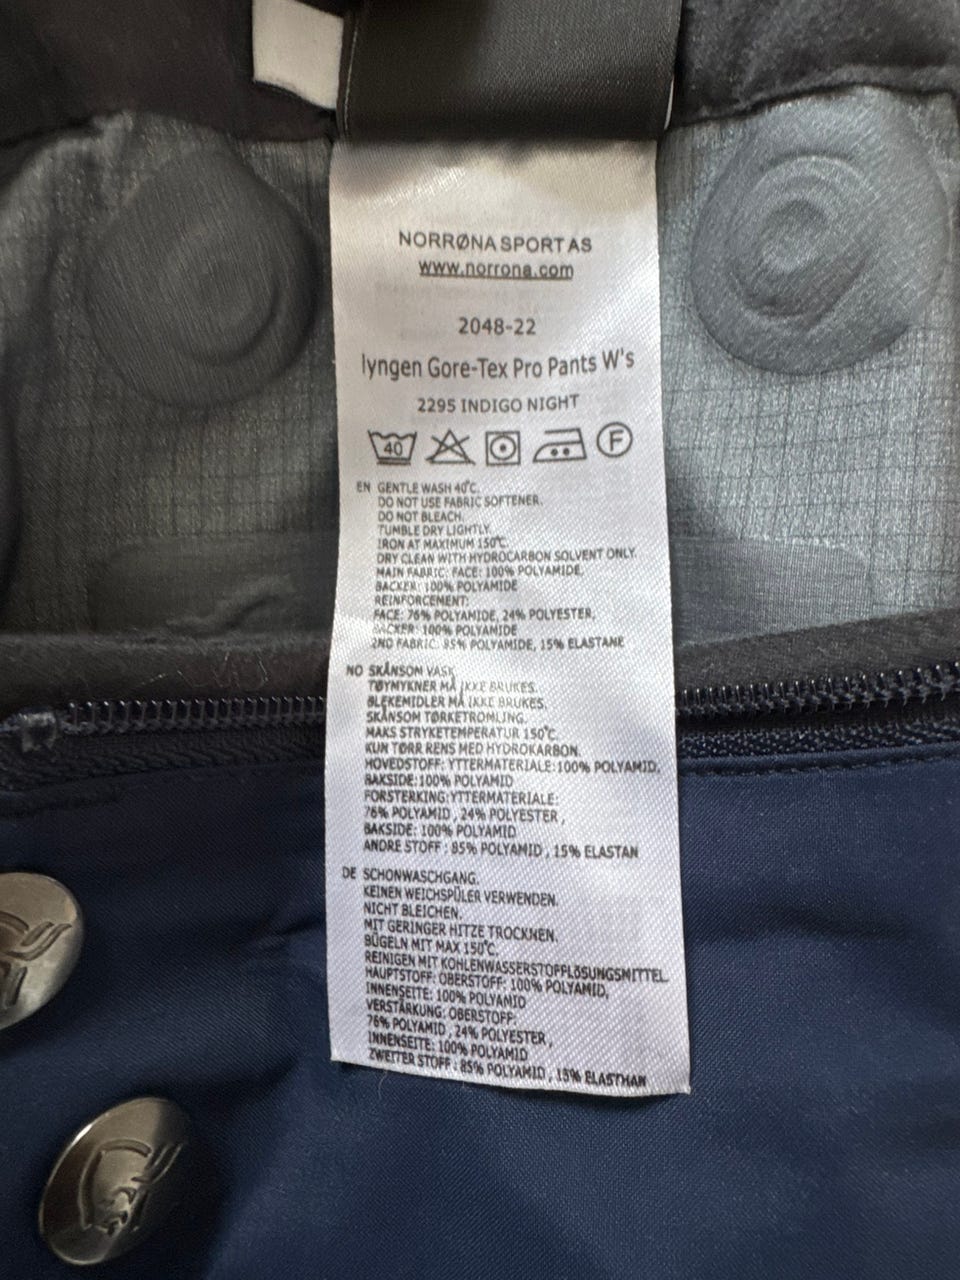 NORRØNA SPORT AS
www.norrona.com
2048-22
lyngen Gore-Tex Pro Pants W's
2295 INDIGO NIGHT
40 F
EN GENTLE WASH 40°C.
DO NOT USE FABRIC SOFTENER.
DO NOT BLEACH.
TUMBLE DRY LIGHTLY.
IRON AT MAXIMUM 150°C.
DRY CLEAN WITH HYDROCARBON SOLVENT ONLY.
MAIN FABRIC: FACE: 100% POLYAMIDE,
BACKER: 100% POLYAMIDE
REINFORCEMENT:
FACE: 76% POLYAMIDE, 24% POLYESTER,
BACKER: 100% POLYAMIDE
2ND FABRIC: 85% POLYAMIDE, 15% ELASTANE
NO SKÅNSOM VASK
TØYMYKNER MÅ IKKE BRUKES.
BLEKEMIDLER MÅ IKKE BRUKES.
SKÅNSOM TØRKETROMLING.
MAKS STRYKETEMPERATUR 150°C.
KUN TØRR RENS MED HYDROKARBON.
HOVEDSTOFF: YTTERMATERIALE:100% POLYAMID,
BAKSIDE:100% POLYAMID
FORSTERKING:YTTERMATERIALE:
76% POLYAMID , 24% POLYESTER ,
BAKSIDE: 100% POLYAMID
ANDRE STOFF : 85% POLYAMID , 15% ELASTAN
DE SCHONWASCHGANG.
KEINEN WEICHSPÜLER VERWENDEN.
NICHT BLEICHEN.
MIT GERINGER HITZE TROCKNEN.
BÜGELN MIT MAX 150°C.
REINIGEN MIT KOHLENWASSERSTOFFLÖSUNGSMITTEL
HAUPTSTOFF: OBERSTOFF: 100% POLYAMID,
INNENSEITE: 100% POLYAMID
VERSTÄRKUNG: OBERSTOFF:
76% POLYAMID , 24% POLYESTER ,
INNENSEITE: 100% POLYAMID
ZWEITER STOFF : 85% POLYAMID , 15% ELASTHAN